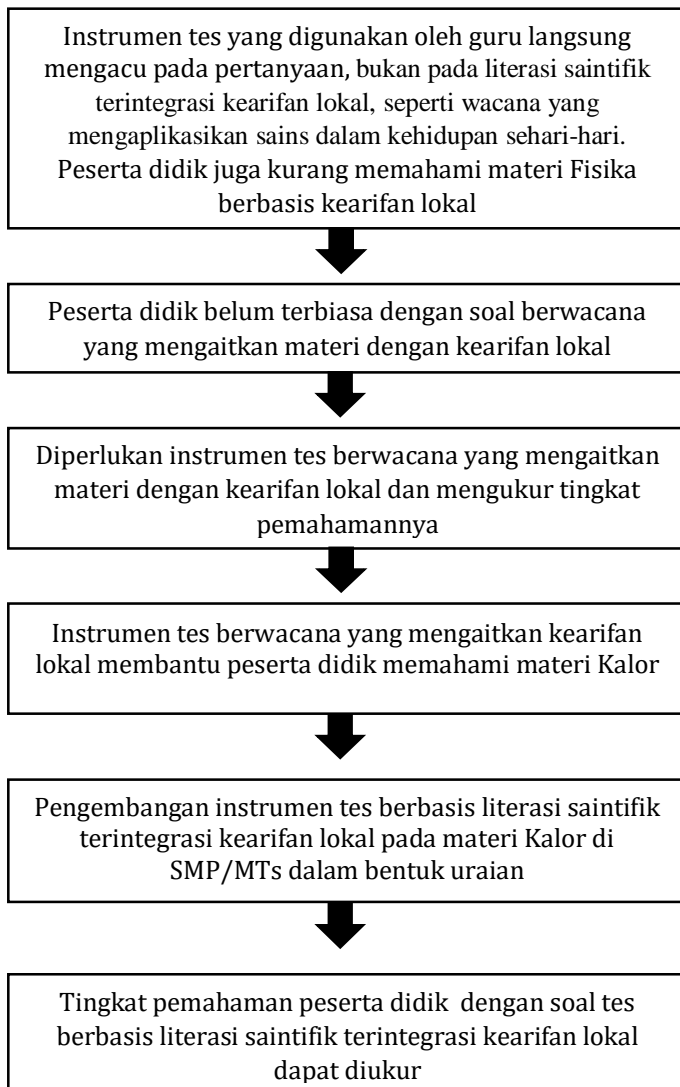 Instrumen tes yang digunakan oleh guru langsung
mengacu pada pertanyaan, bukan pada literasi saintifik
terintegrasi kearifan lokal, seperti wacana yang
mengaplikasikan sains dalam kehidupan sehari-hari.
Peserta didik juga kurang memahami materi Fisika
berbasis kearifan lokal
Peserta didik belum terbiasa dengan soal berwacana
yang mengaitkan materi dengan kearifan lokal
Diperlukan instrumen tes berwacana yang mengaitkan
materi dengan kearifan lokal dan mengukur tingkat
pemahamannya
Instrumen tes berwacana yang mengaitkan kearifan
lokal membantu peserta didik memahami materi Kalor
Pengembangan instrumen tes berbasis literasi saintifik
terintegrasi kearifan lokal pada materi Kalor di
SMP/MTs dalam bentuk uraian
Tingkat pemahaman peserta didik dengan soal tes
berbasis literasi saintifik terintegrasi kearifan lokal
dapat diukur